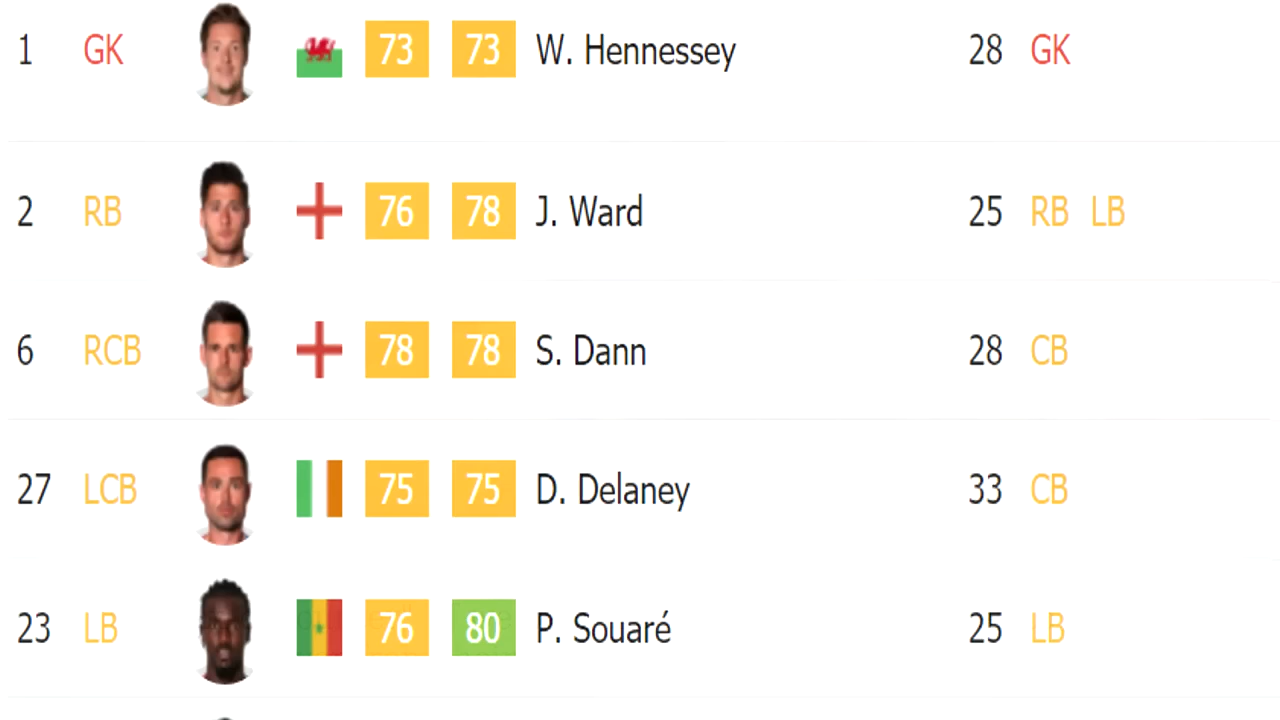 1 GK 73 73 W. Hennessey 28 GK
2 RB 76 78 J. Ward 25 RB LB
6 RCB 78 78 S. Dann 28 CB
27 LCB 75 75 D. Delaney 33 CB
23 LB 76 80 P. Souaré 25 LB